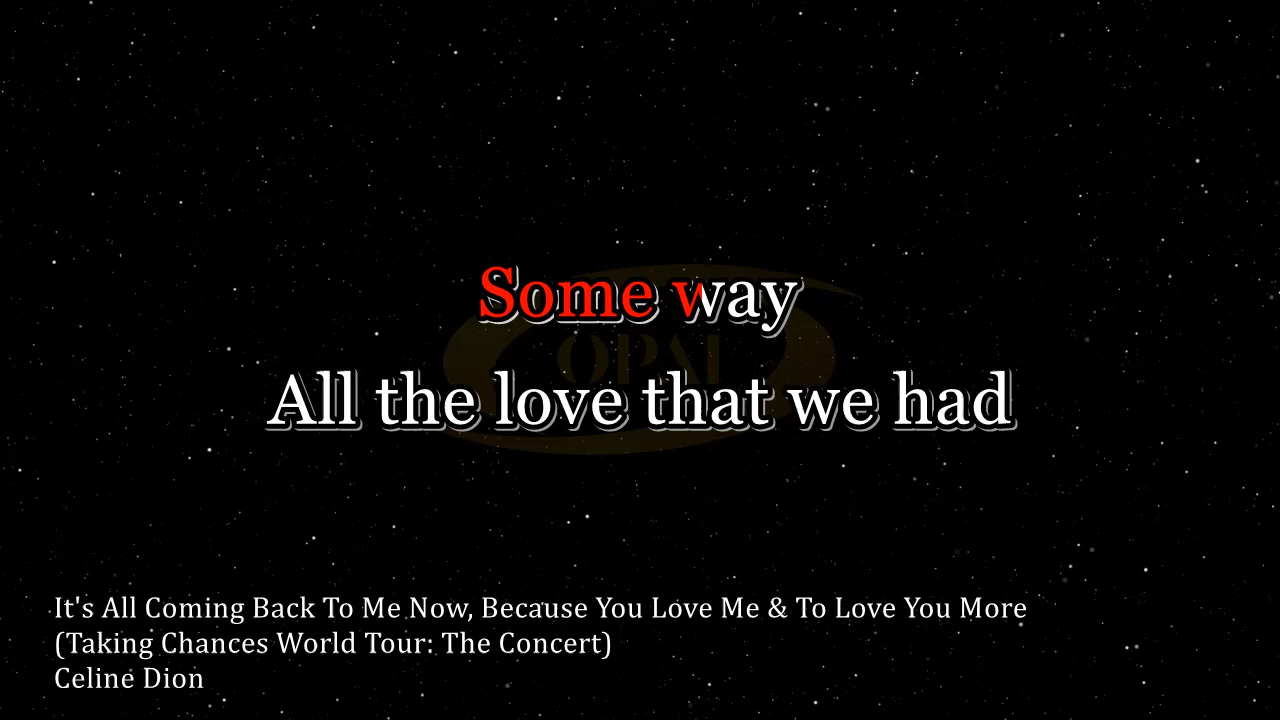 Some way
OPAL
All the love that we had
It's All Coming Back To Me Now, Because You Love Me & To Love You More
(Taking Chances World Tour: The Concert)
Celine Dion